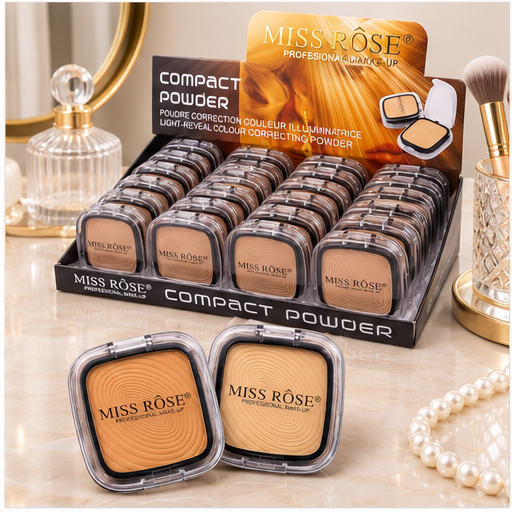 MISS RÔSE®
PROFESIONAL MAKE-UP
COMPACT
POWDER
POUDRE CORRECTION COULEUR ILLUUMINATRICE
LIGHT-REVEAL COLOUR CORRECTING POWDER
MISS RÔSE®
MISS RÔSE®
MISS RÔSE®
MISS RÔSE®
MISS RÔSE®
PROFESSIONAL MAKE-UP
COMPACT POWDER
MISS RÔSE®
PROFESSIONAL MAKE-UP
MISS RÔSE®
PROFESSIONAL MAKE-UP